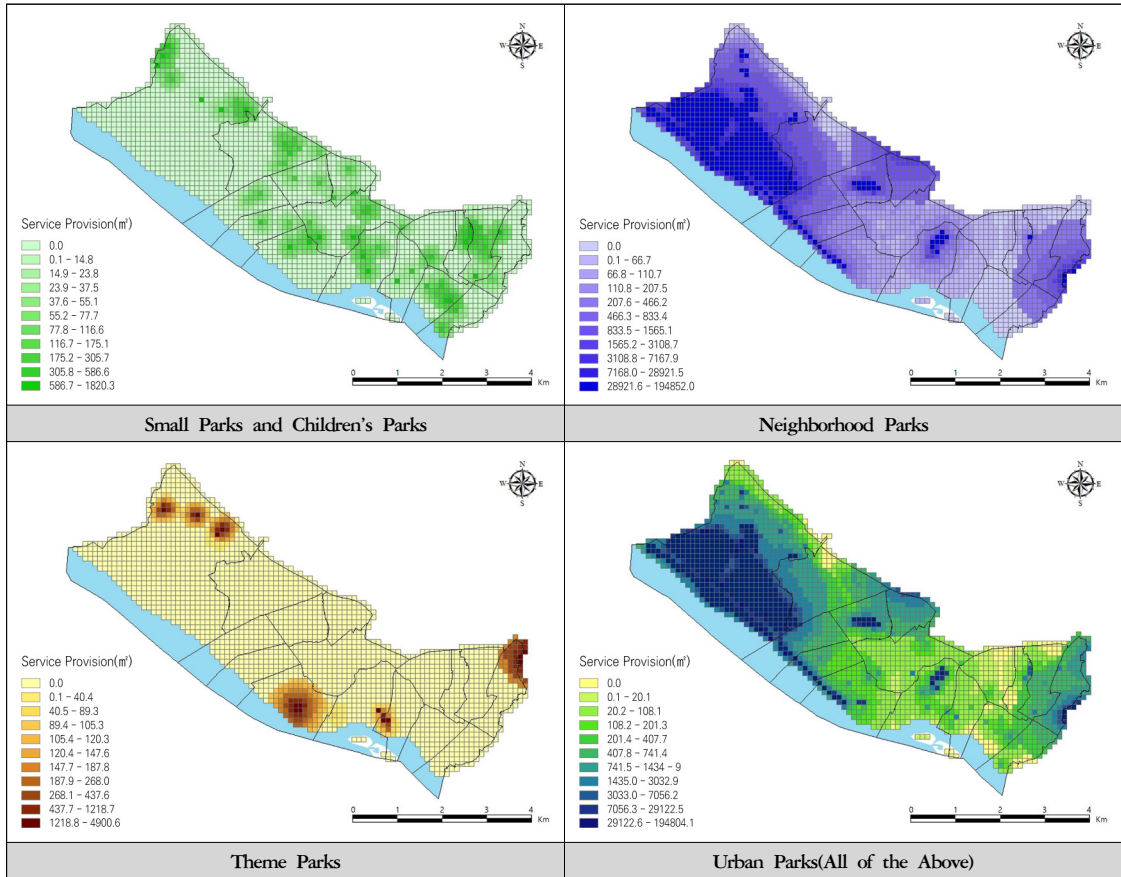 N
W E
S
Service Provision(㎡)
0.0
0.1 - 14.8
14.9 - 23.8
23.9 - 37.5
37.6 - 55.1
55.2 - 77.7
77.8 - 116.6
116.7 - 175.1
175.2 - 305.7
305.8 - 586.6
586.7 - 1820.3
0 1 2 3 4
Km
Small Parks and Children's Parks
N
W E
S
Service Provision(㎡)
0.0
0.1 - 66.7
66.8 - 110.7
110.8 - 207.5
207.6 - 466.2
466.3 - 833.4
833.5 - 1565.1
1565.2 - 3108.7
3108.8 - 7167.9
7168.0 - 28921.5
28921.6 - 194852.0
0 1 2 3 4
Km
Neighborhood Parks
N
W E
S
Service Provision(㎡)
0.0
0.1 - 40.4
40.5 - 89.3
89.4 - 105.3
105.4 - 120.3
120.4 - 147.6
147.7 - 187.8
187.9 - 268.0
268.1 - 437.6
437.7 - 1218.7
1218.8 - 4900.6
0 1 2 3 4
Km
Theme Parks
N
W E
S
Service Provision(㎡)
0.0
0.1 - 20.1
20.2 - 108.1
108.2 - 201.3
201.4 - 407.7
407.8 - 741.4
741.5 - 1434 - 9
1435.0 - 3032.9
3033.0 - 7056.2
7056.3 - 29122.5
29122.6 - 194804.1
0 1 2 3 4
Km
Urban Parks(All of the Above)